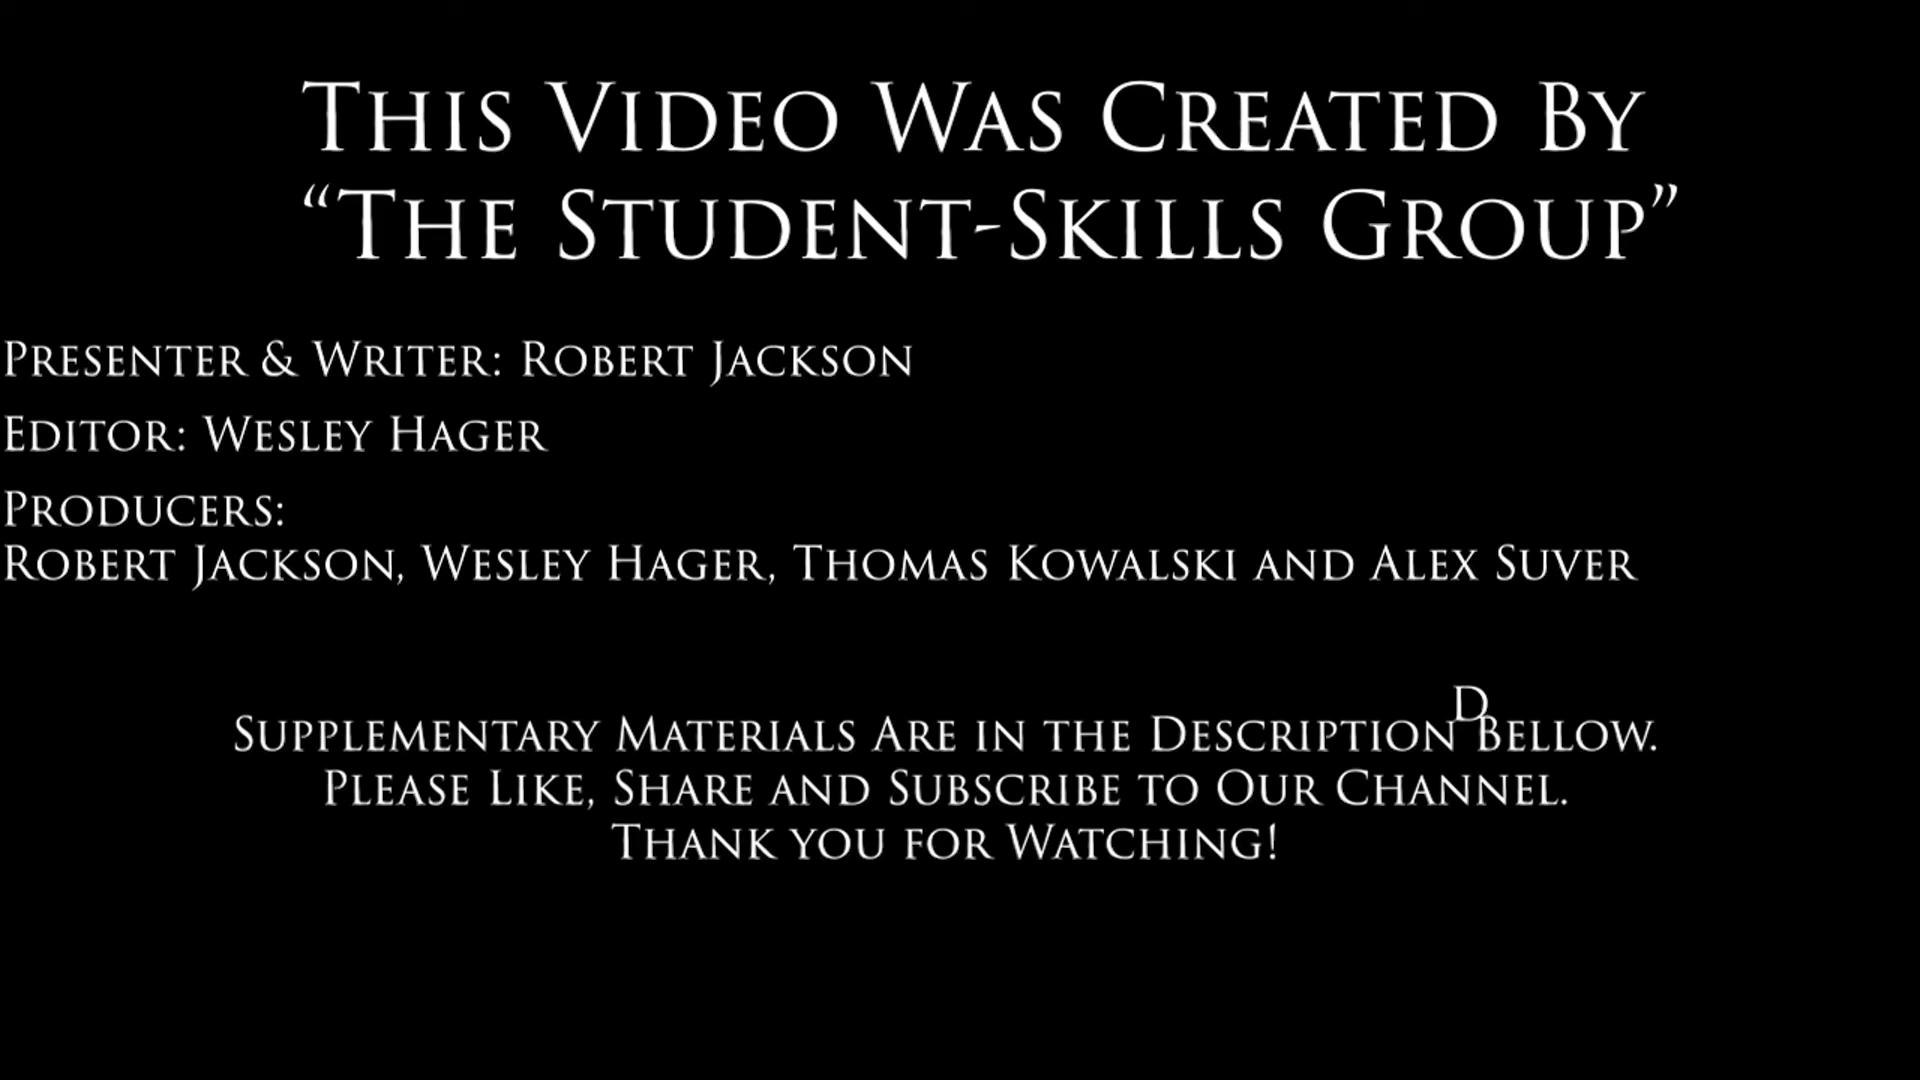 This Video Was Created By
“The Student-Skills Group”
Presenter & Writer: Robert Jackson
Editor: Wesley Hager
Producers:
Robert Jackson, Wesley Hager, Thomas Kowalski and Alex Suver
D
Supplementary Materials Are in the Description Bellow.
Please Like, Share and Subscribe to Our Channel.
Thank you for Watching!